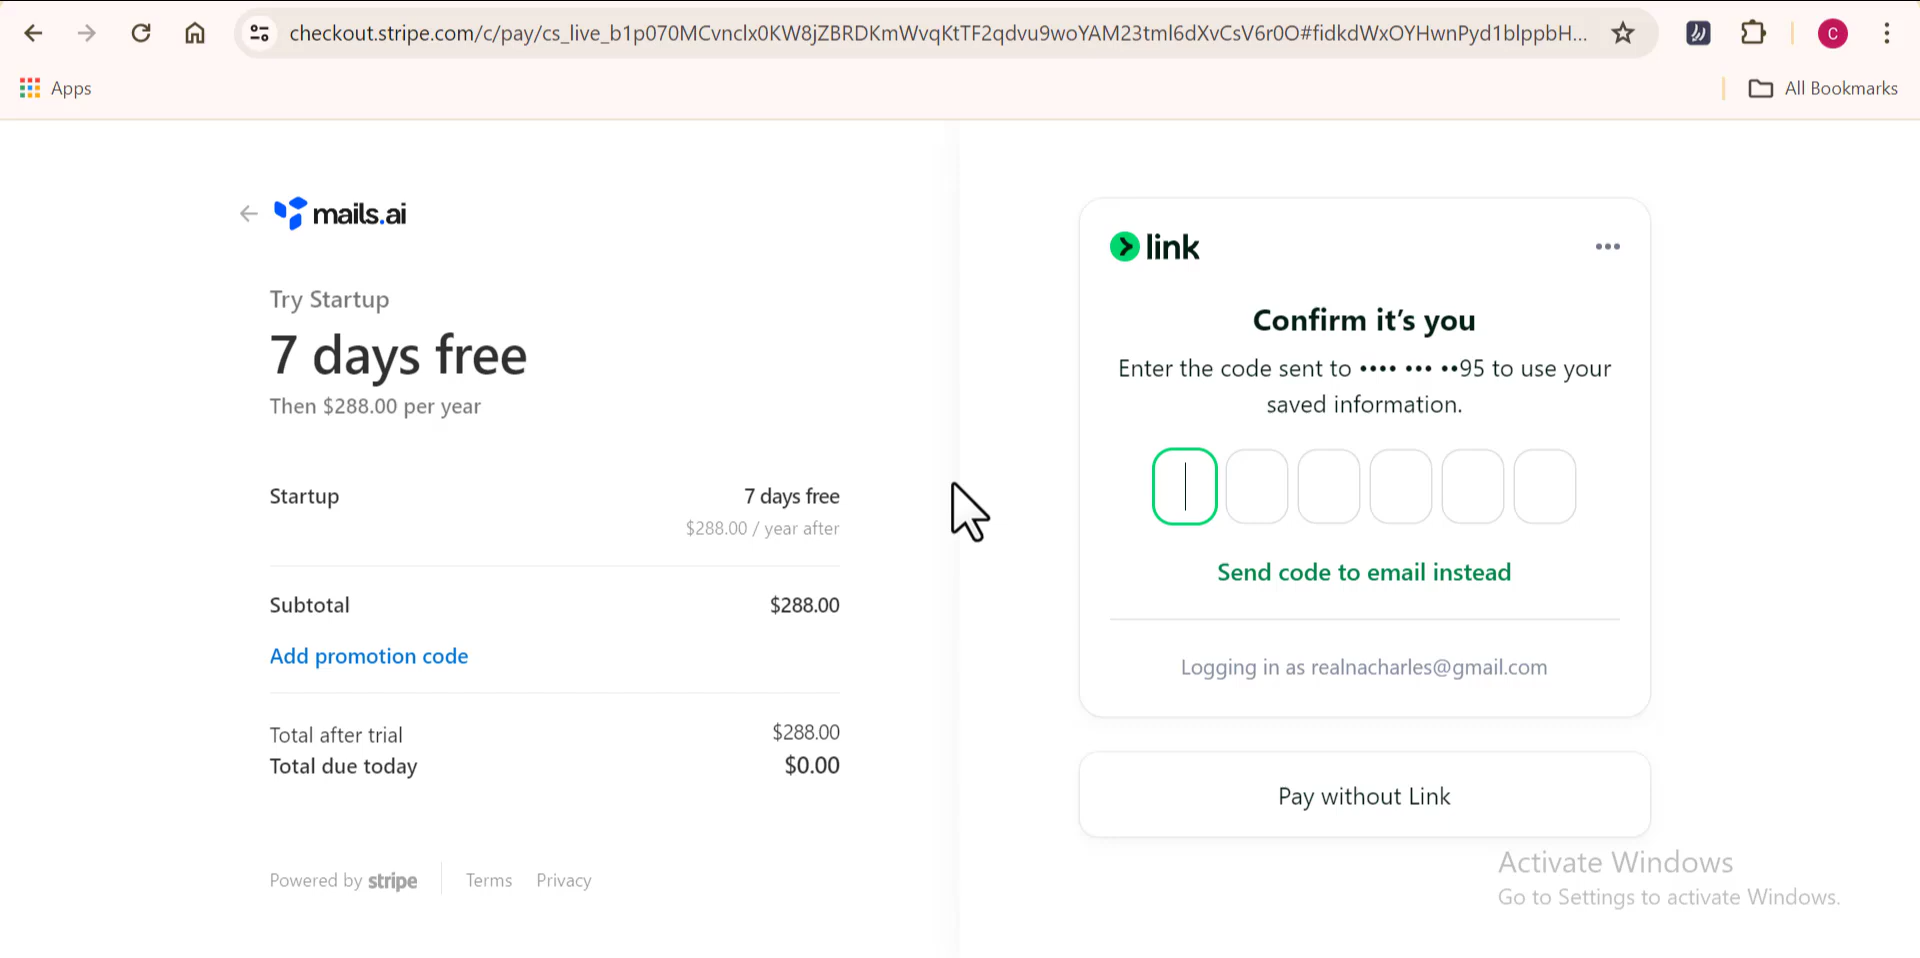 checkout.stripe.com/c/pay/cs_live_b1p070MCvnclx0KW8jZBRDKmWvqKtTF2qdvu9woYAM23tml6dXvCsV6r0O#fidkdWxOYHwnPyd1blppbH...
C
Apps
All Bookmarks
mails.ai
Try Startup
7 days free
Then $288.00 per year
Startup
7 days free
$288.00 / year after
Subtotal
$288.00
Add promotion code
Total after trial
$288.00
Total due today
$0.00
Powered by stripe
Terms
Privacy
link
Confirm it's you
Enter the code sent to •••• ••• ••95 to use your
saved information.
Send code to email instead
Logging in as realnacharles@gmail.com
Pay without Link
Activate Windows
Go to Settings to activate Windows.